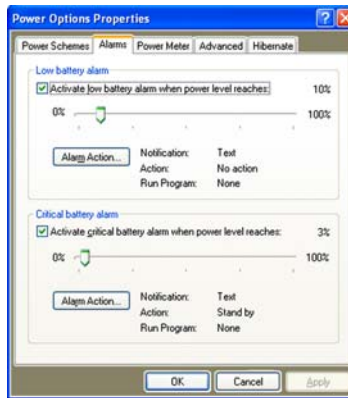 Power Options Properties
Power Schemes Alarms Power Meter Advanced Hibernate
Low battery alarm
Activate low battery alarm when power level reaches: 10%
0% 100%
Alarm Action... Notification: Text
Action: No action
Run Program: None
Critical battery alarm
Activate critical battery alarm when power level reaches: 3%
0% 100%
Alarm Action... Notification: Text
Action: Stand by
Run Program: None
OK Cancel Apply